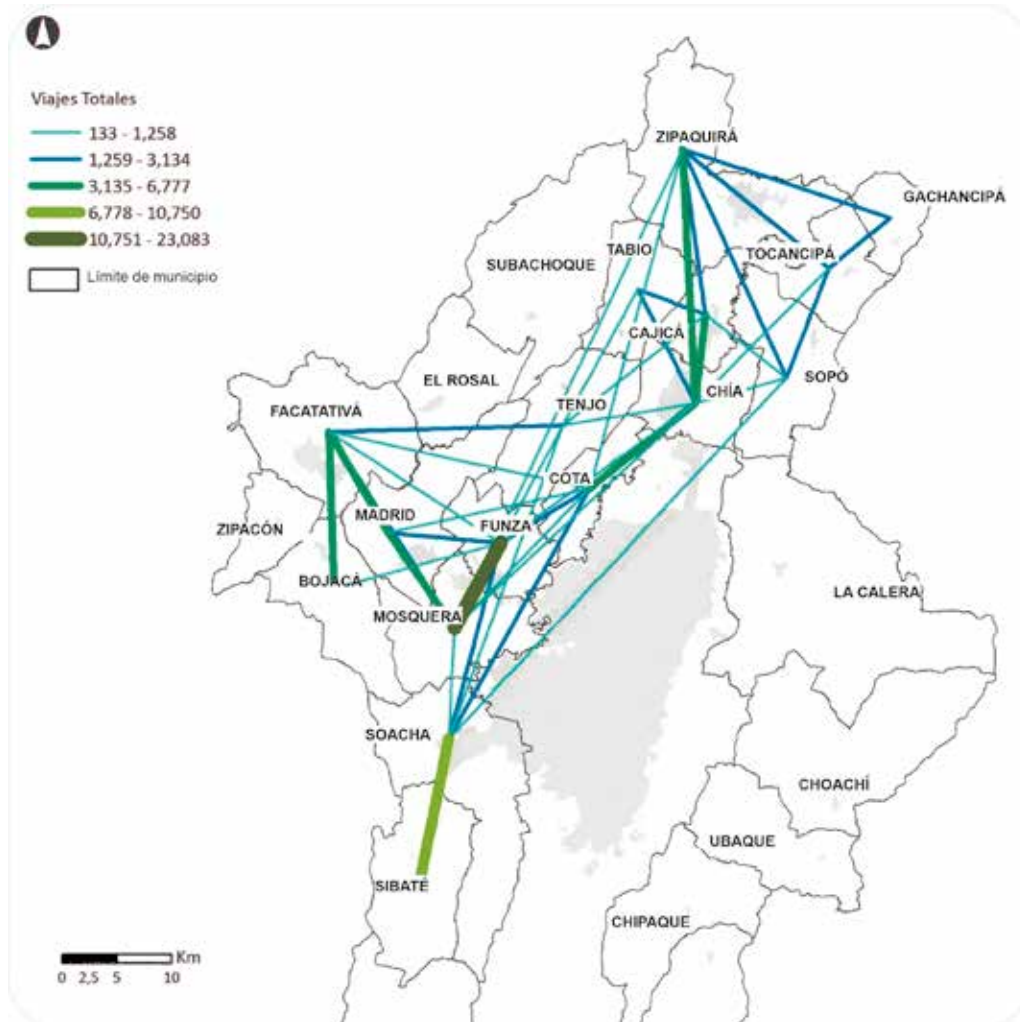 Viajes Totales
133 - 1,258
1,259 - 3,134
3,135 - 6,777
6,778 - 10,750
10,751 - 23,083
Límite de municipio
ZIPAQUIRÁ
GACHANCIPÁ
TABIO
TOCANCIPÁ
SUBACHOQUE
CAJICÁ
EL ROSAL
SOPÓ
CHÍA
TENJO
FACATATIVÁ
COTA
MADRID
FUNZA
ZIPACÓN
BOJACÁ
LA CALERA
MOSQUERA
SOACHA
CHOACHÍ
UBAQUE
SIBATÉ
CHIPAQUE
Km
0 2,5 5 10